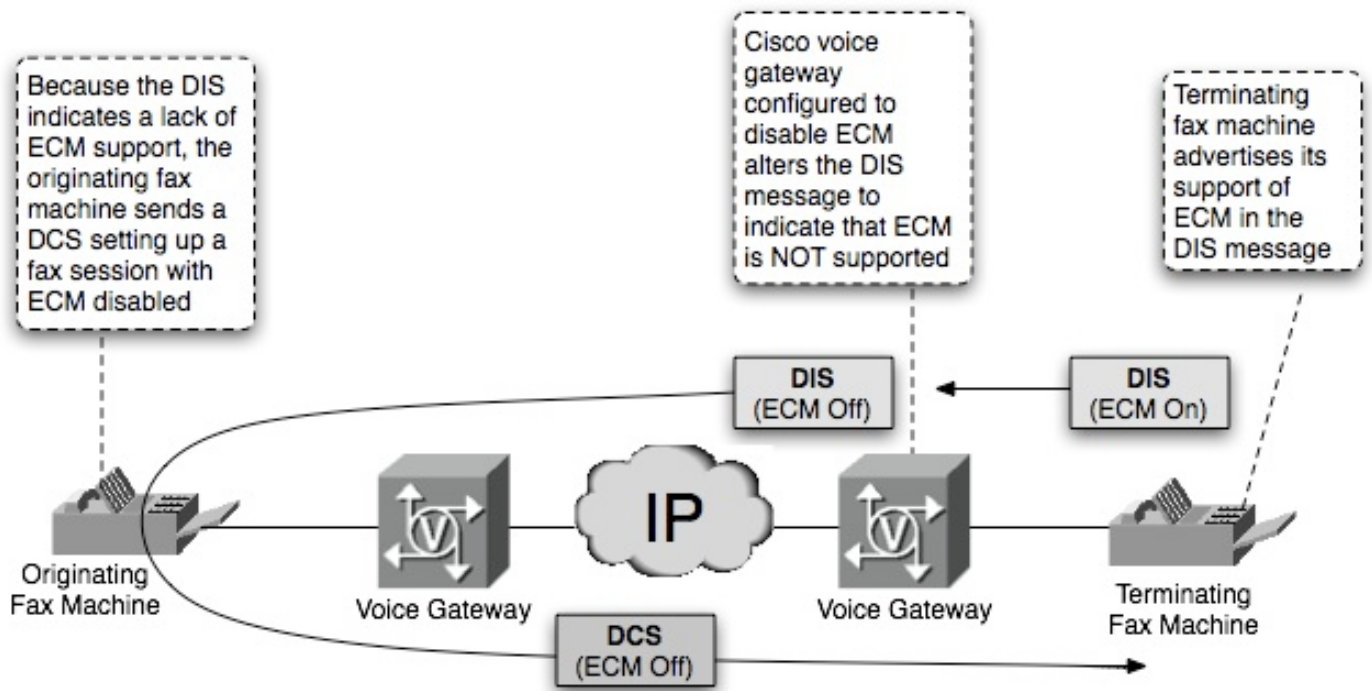 Because the DIS
indicates a lack of
ECM support, the
originating fax
machine sends a
DCS setting up a
fax session with
ECM disabled
Cisco voice
gateway
configured to
disable ECM
alters the DIS
message to
indicate that ECM
is NOT supported
Terminating
fax machine
advertises its
support of
ECM in the
DIS message
DIS
(ECM Off)
DIS
(ECM On)
V
IP
V
Originating
Fax Machine
Voice Gateway
Voice Gateway
Terminating
Fax Machine
DCS
(ECM Off)